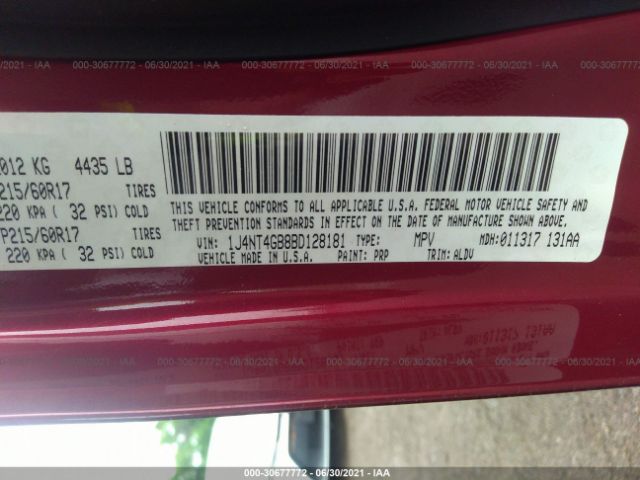 000-30677772 - 06/30/2021 - IAA
012 KG 4435 LB
215/60R17 TIRES
220 KPA ( 32 PSI) COLD
P215/60R17 TIRES
220 KPA ( 32 PSI) COLD
THIS VEHICLE CONFORMS TO ALL APPLICABLE U.S.A. FEDERAL MOTOR VEHICLE SAFETY AND
THEFT PREVENTION STANDARDS IN EFFECT ON THE DATE OF MANUFACTURE SHOWN ABOVE.
VIN: 1J4NT4GB8BD128181 TYPE: MPV MDH:011317 131AA
VEHICLE MADE IN U.S.A. PAINT: PRP TRIM: ALDV
000-30677772 - 06/30/2021 - IAA